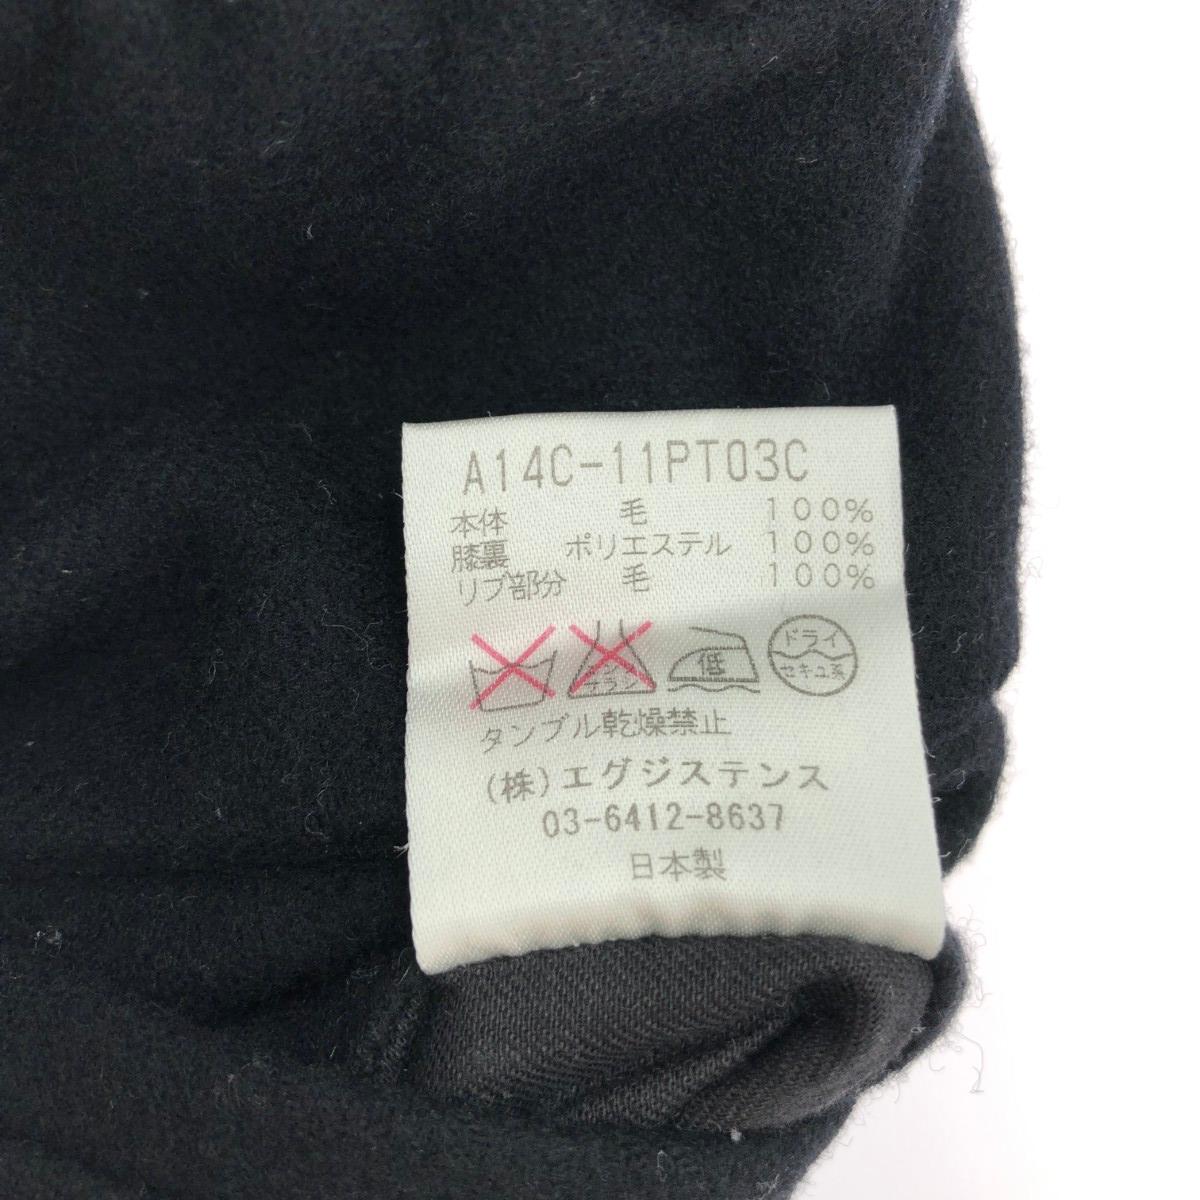 A14C-11PT03C
本体 毛 100%
膝裏 ポリエステル 100%
リブ部分 毛 100%
低 ドライ
セキユ系
タンブル乾燥禁止
(株)エグジステンス
03-6412-8637
日本製